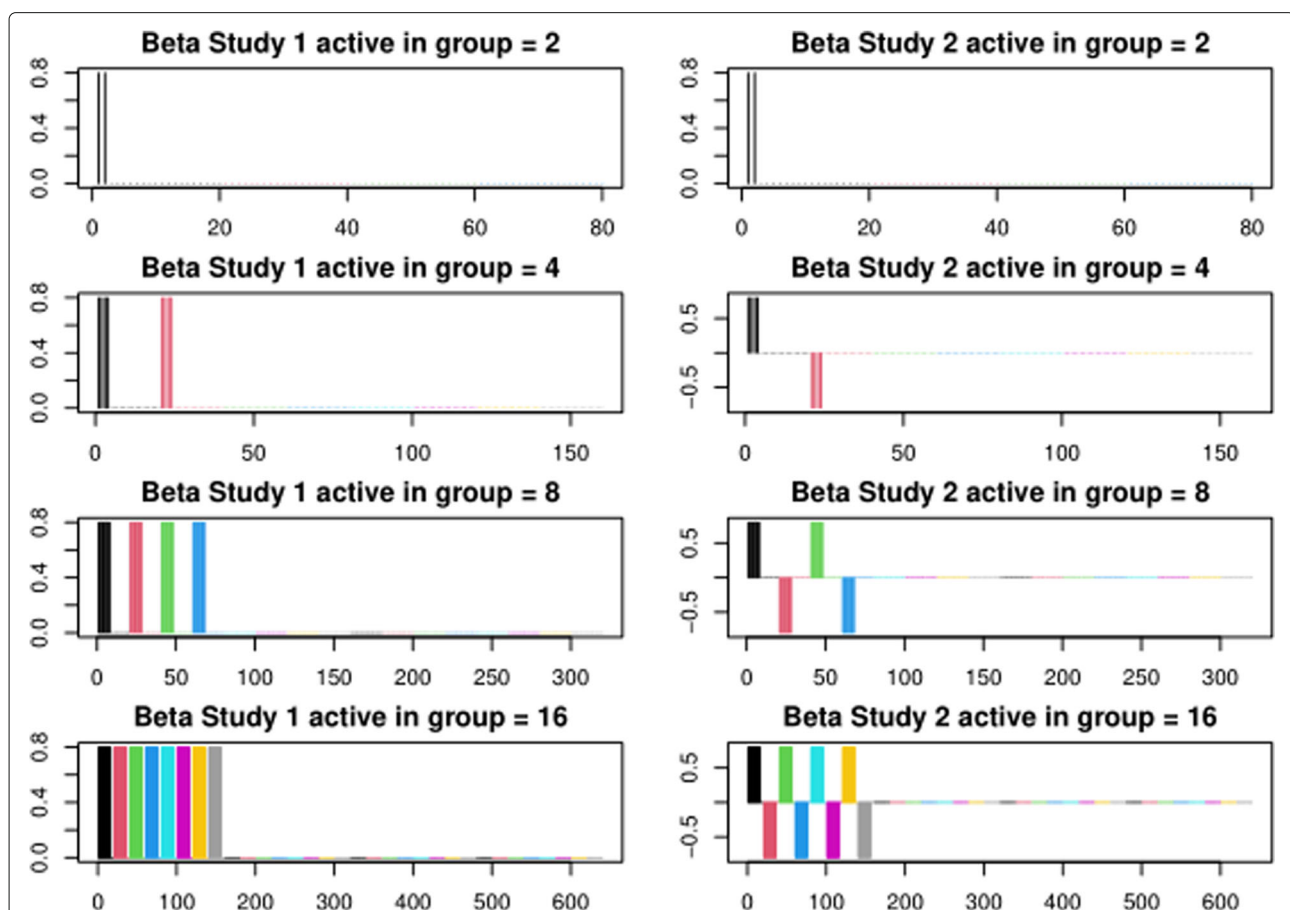 Beta Study 1 active in group = 2
0.8
0.4
0.0
0 20 40 60 80
Beta Study 2 active in group = 2
0.8
0.4
0.0
0 20 40 60 80
Beta Study 1 active in group = 4
0.8
0.4
0.0
0 50 100 150
Beta Study 2 active in group = 4
0.5
−0.5
0 50 100 150
Beta Study 1 active in group = 8
0.8
0.4
0.0
0 50 100 150 200 250 300
Beta Study 2 active in group = 8
0.5
−0.5
0 50 100 150 200 250 300
Beta Study 1 active in group = 16
0.8
0.4
0.0
0 100 200 300 400 500 600
Beta Study 2 active in group = 16
0.5
−0.5
0 100 200 300 400 500 600